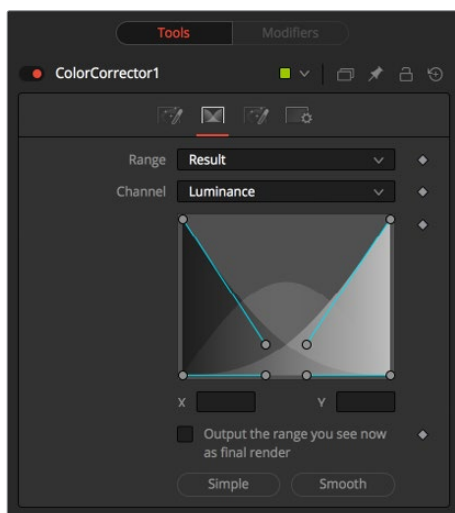 Tools Modifiers
ColorCorrector1
Range Result
Channel Luminance
X Y
Output the range you see now
as final render
Simple Smooth